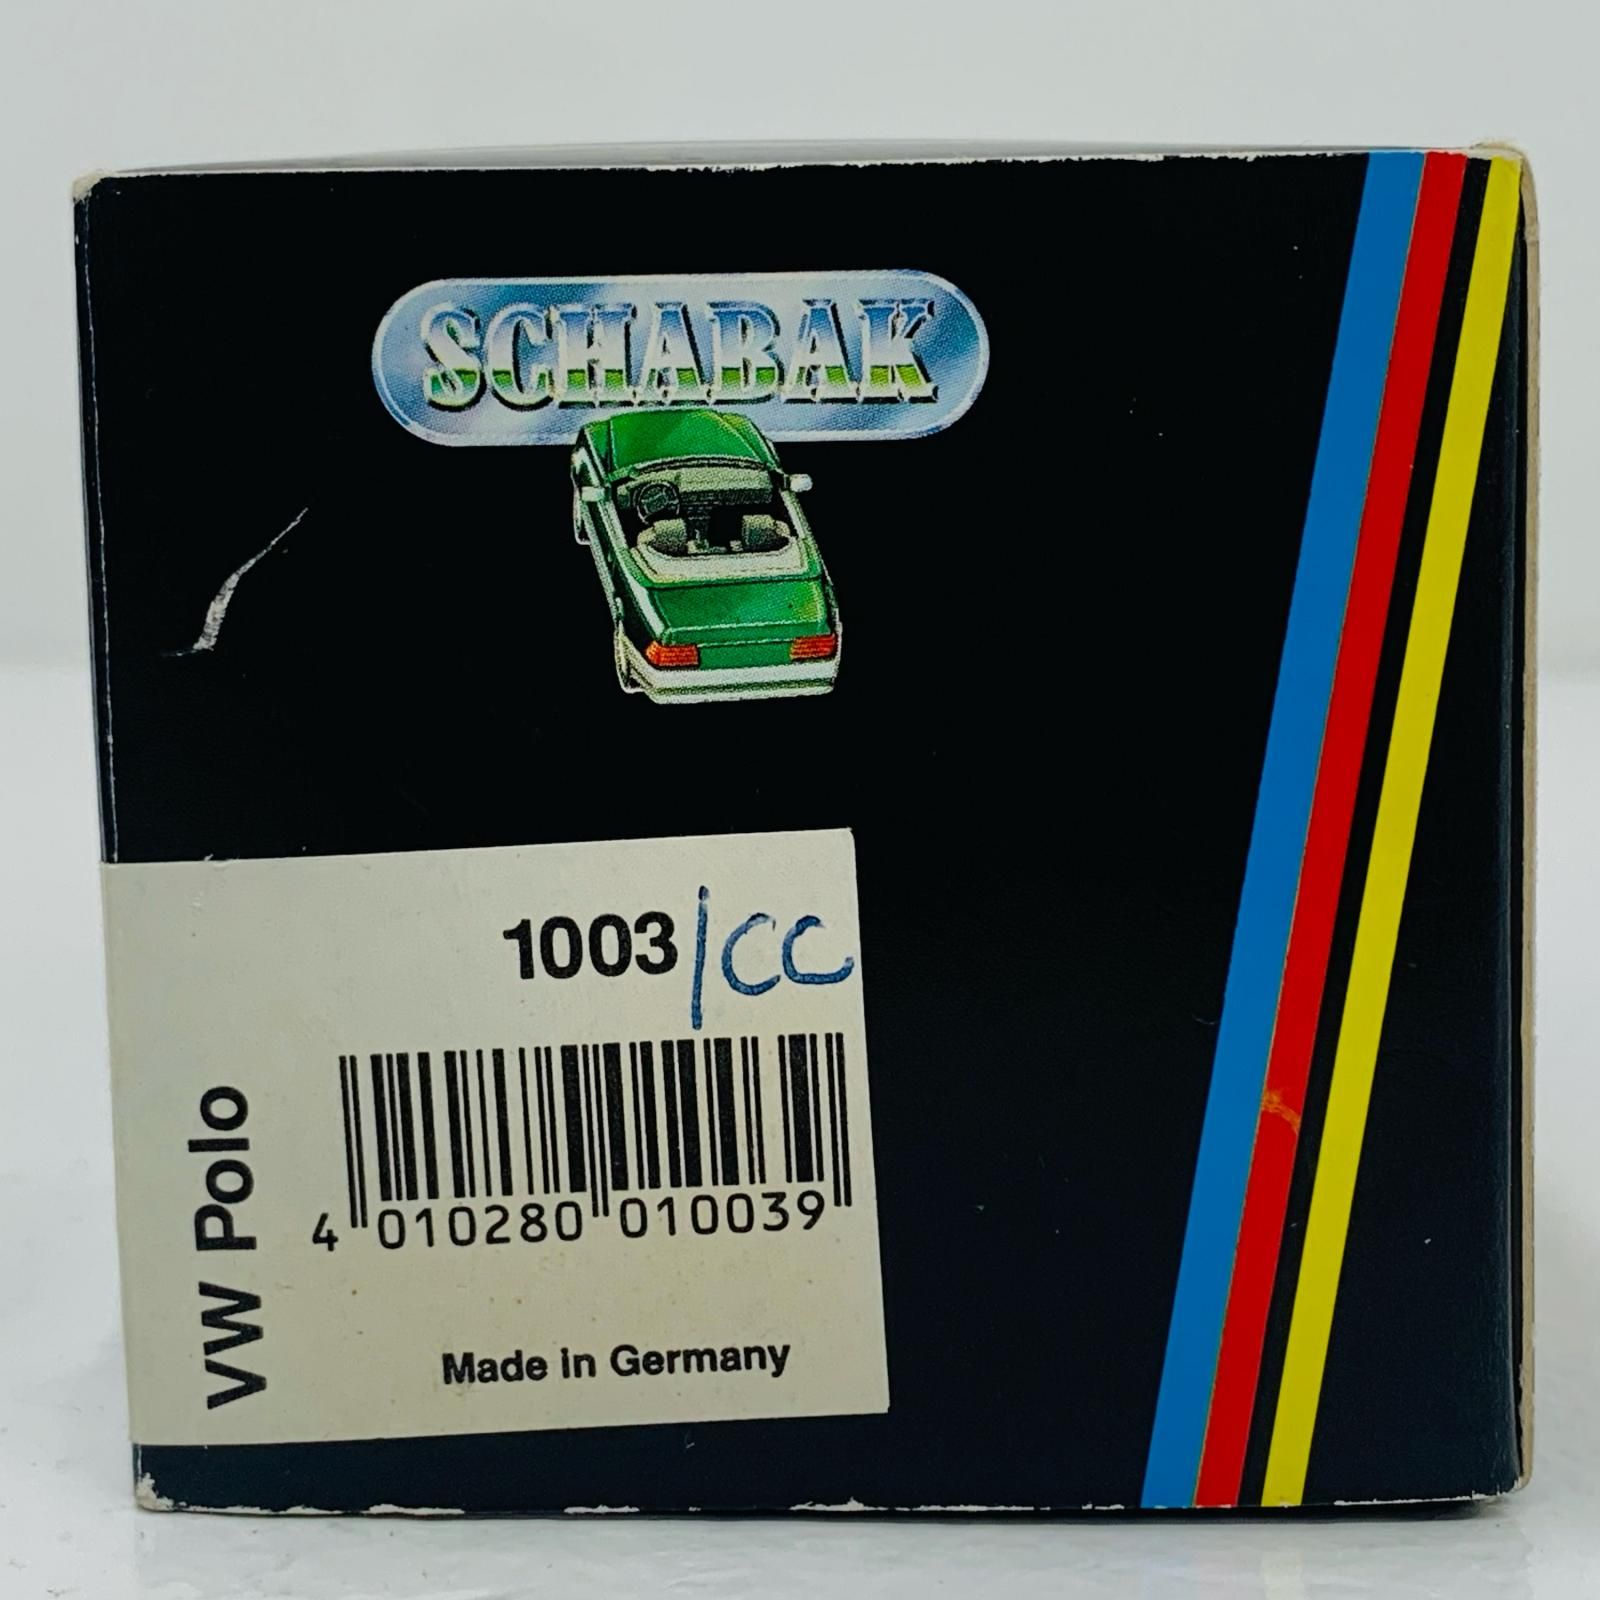 SCHABAK
1003/CC
4 010280 010039
Made in Germany
VW Polo